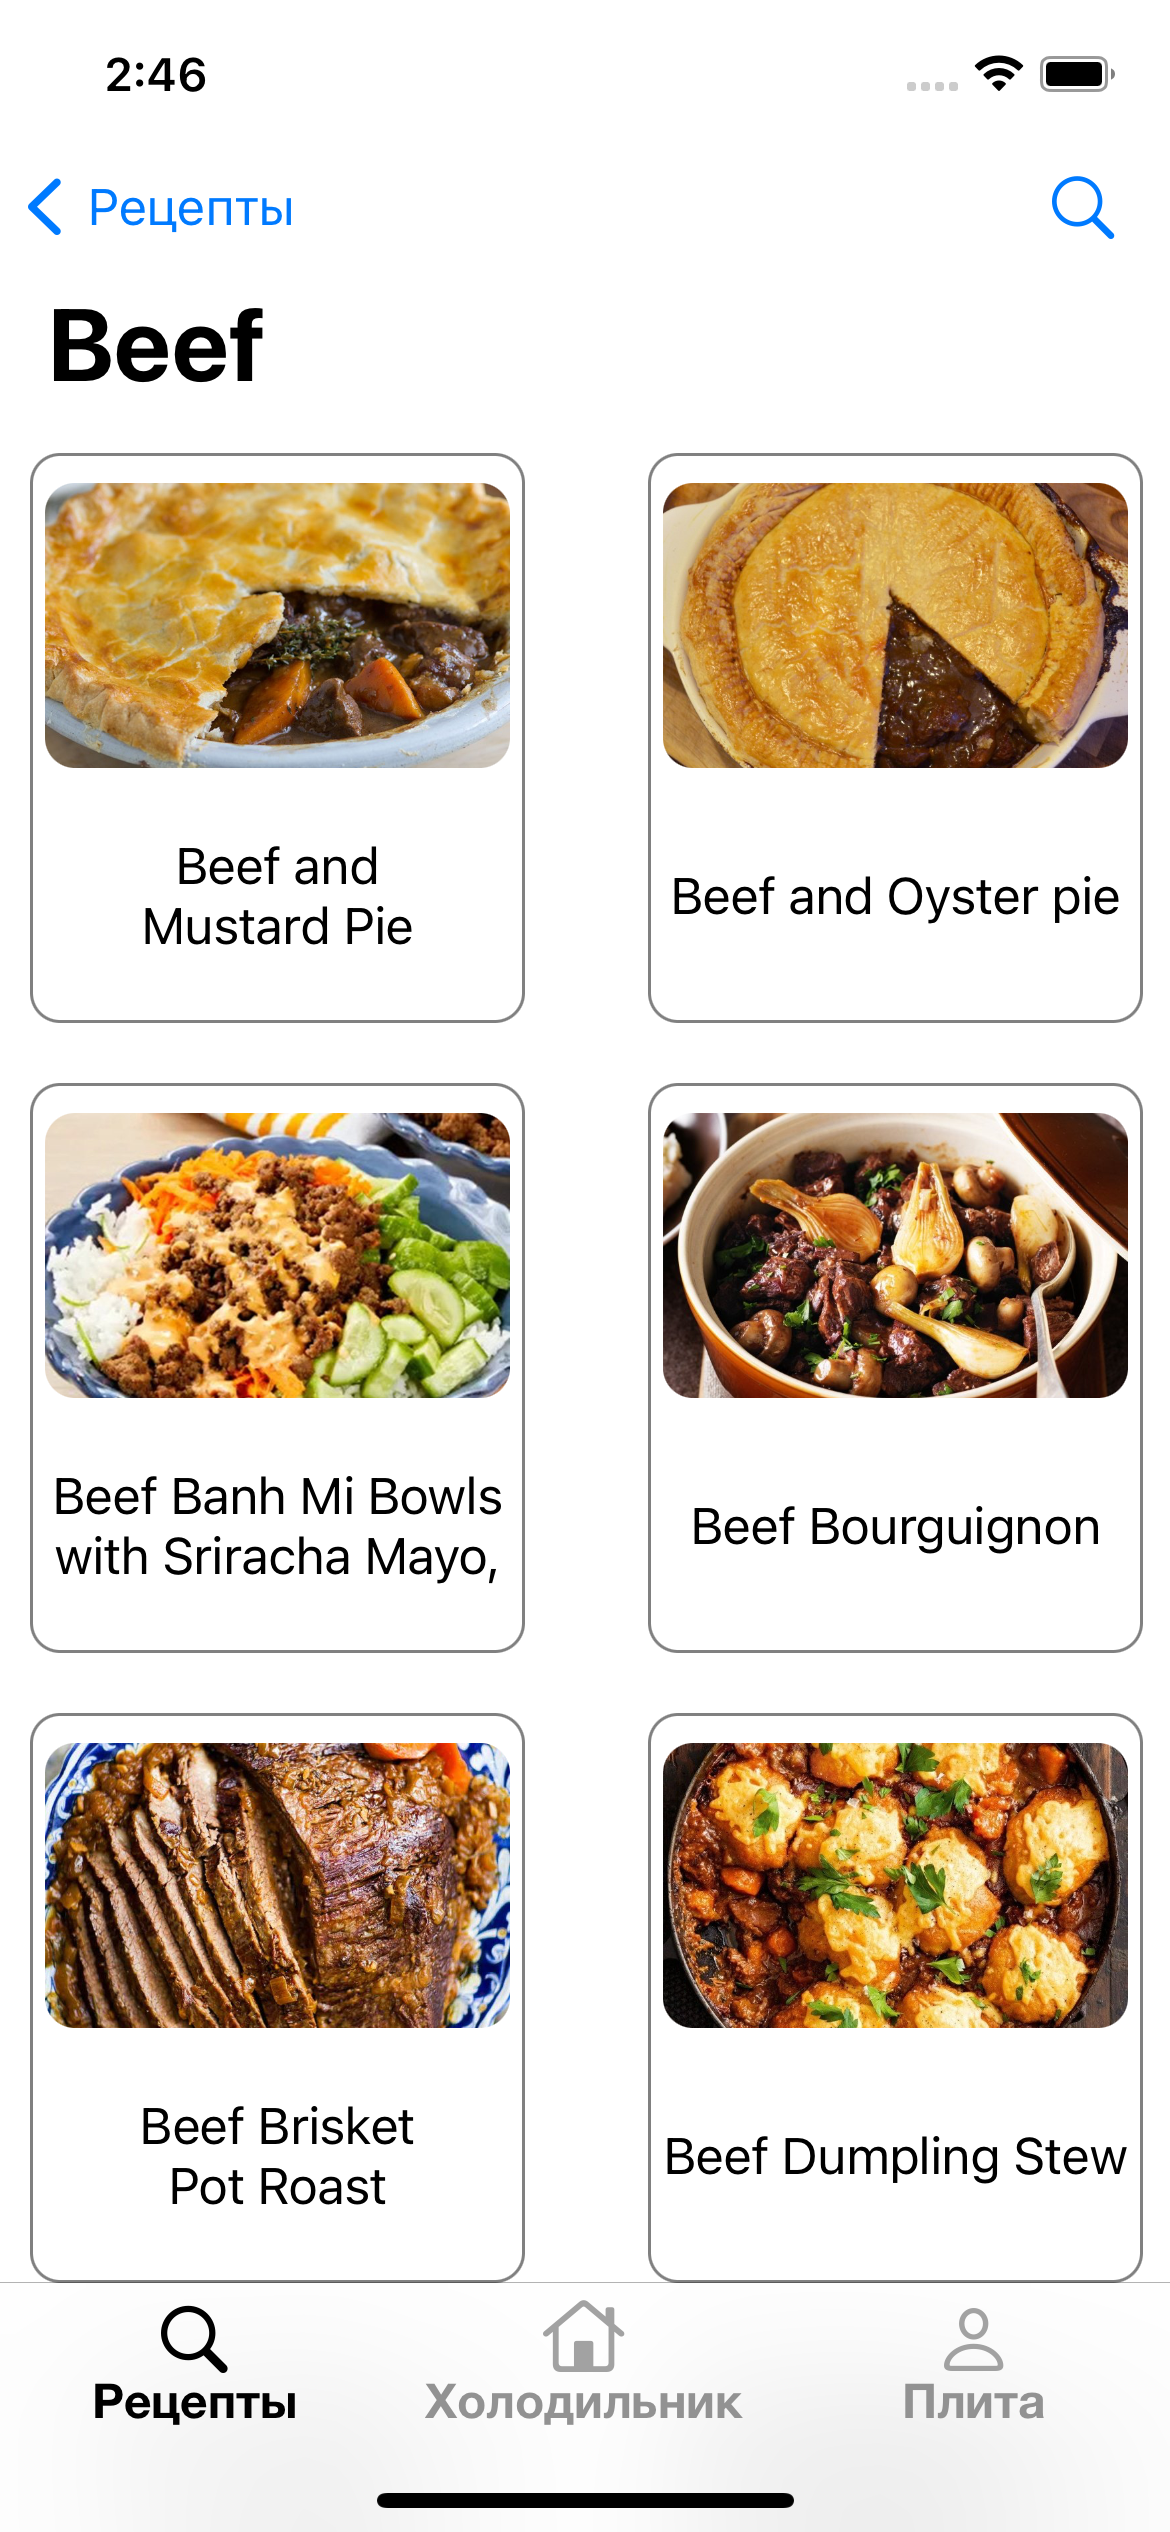 2:46
Рецепты
Beef
Beef and
Mustard Pie
Beef and Oyster pie
Beef Banh Mi Bowls
with Sriracha Mayo,
Beef Bourguignon
Beef Brisket
Pot Roast
Beef Dumpling Stew
Рецепты
Холодильник
Плита